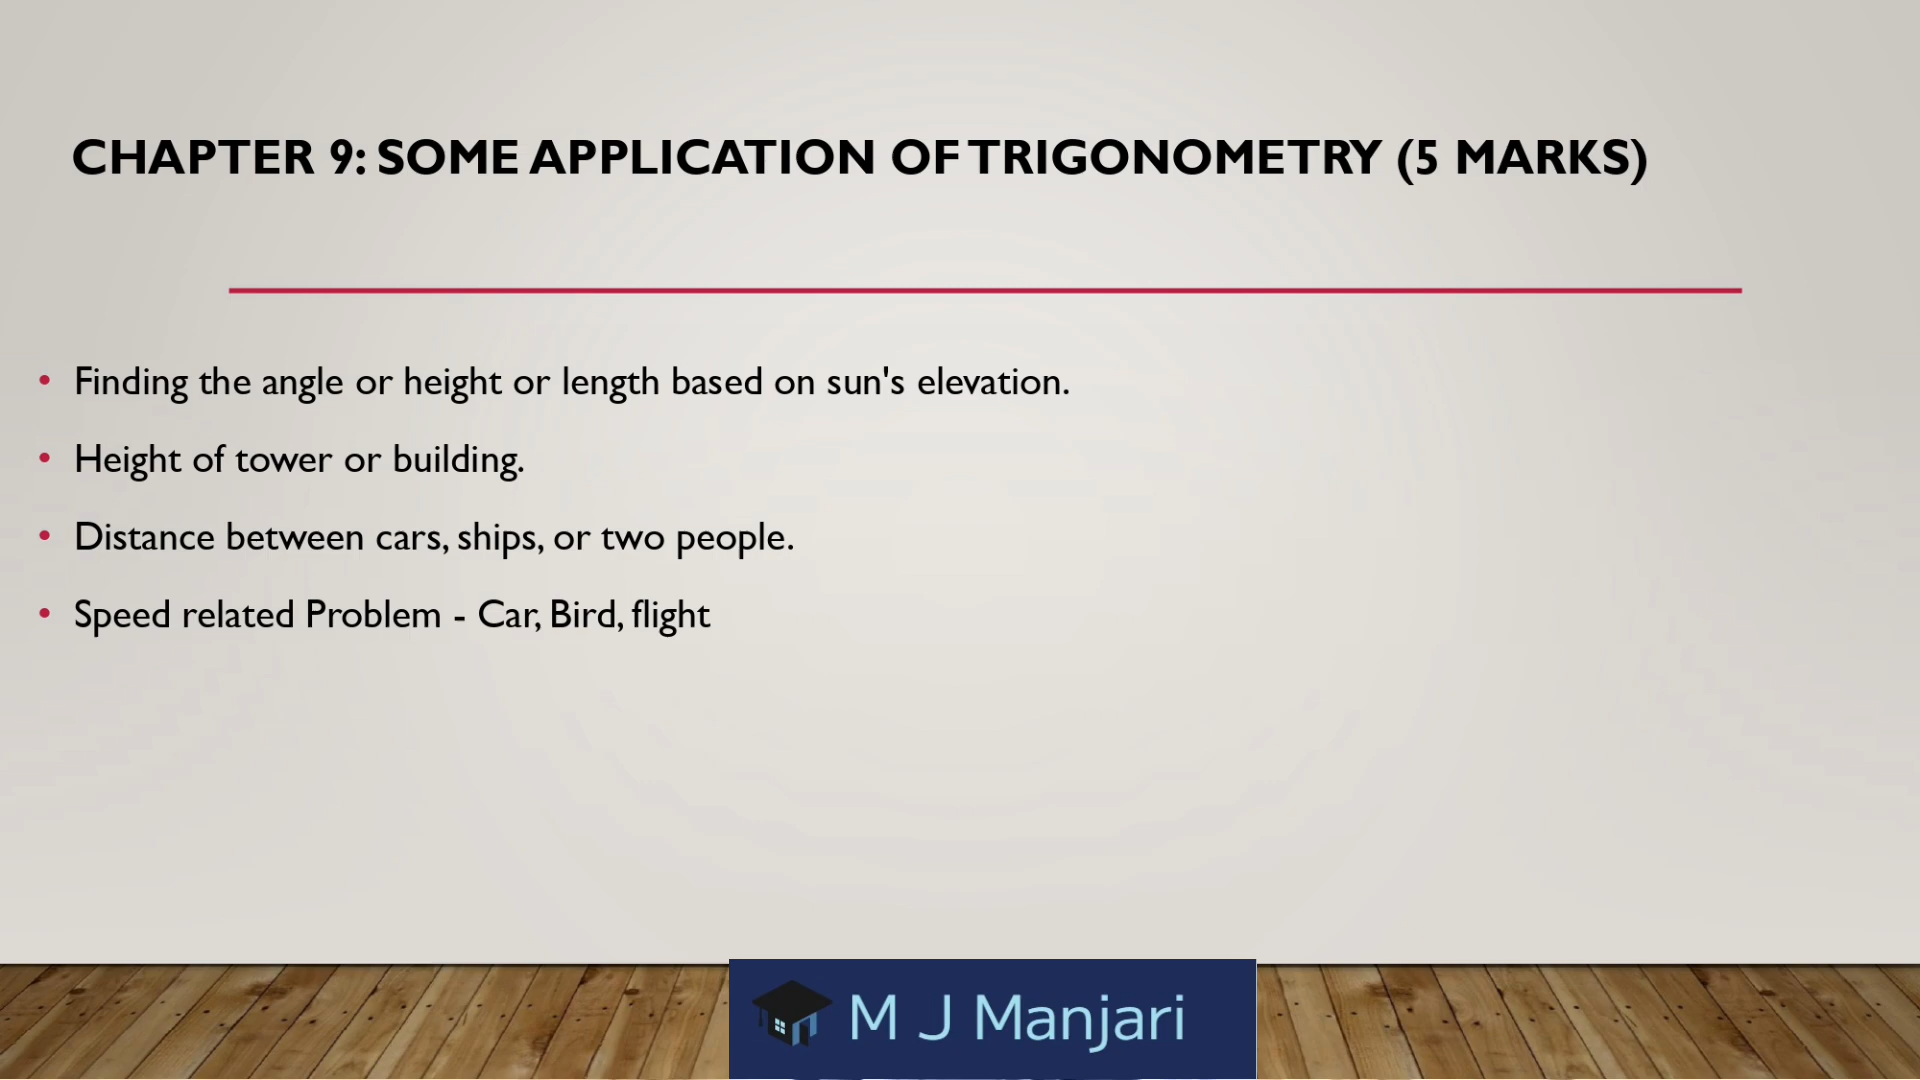 CHAPTER 9: SOME APPLICATION OF TRIGONOMETRY (5 MARKS)
• Finding the angle or height or length based on sun's elevation.
• Height of tower or building.
• Distance between cars, ships, or two people.
• Speed related Problem - Car, Bird, flight
M J Manjari